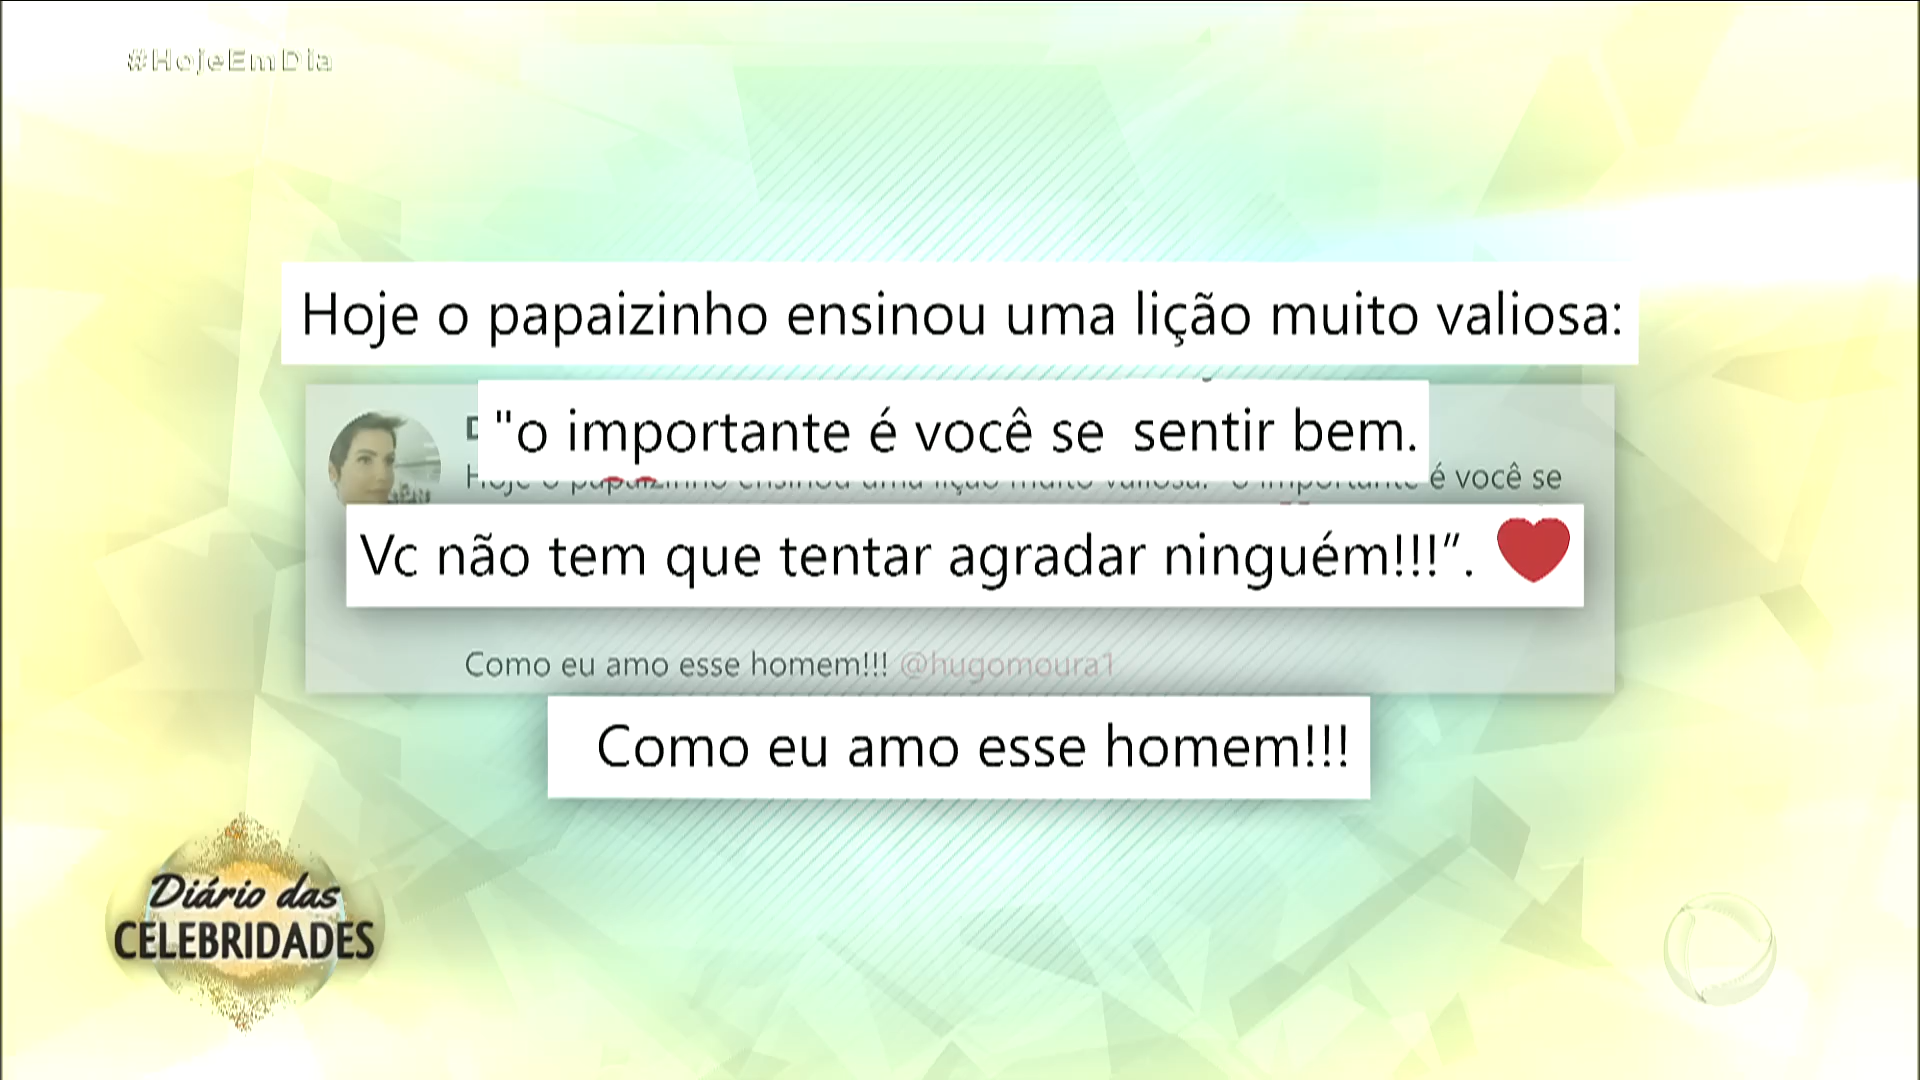 #HojeEmDia
Hoje o papaizinho ensinou uma lição muito valiosa:
"o importante é você se sentir bem.
é você se
Vc não tem que tentar agradar ninguém!!!”. ❤
Como eu amo esse homem!!! @hugomoura1
Como eu amo esse homem!!!
Diário das
CELEBRIDADES